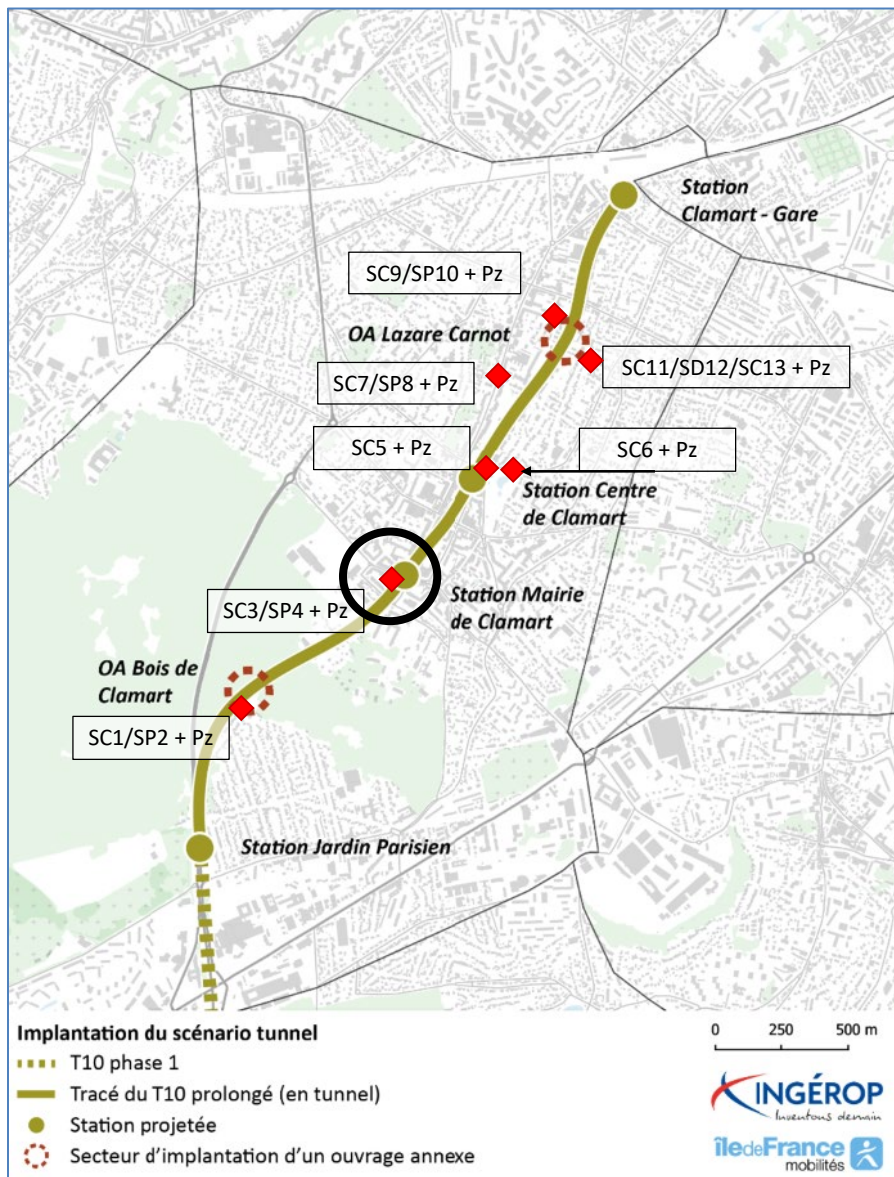 Station
Clamart - Gare
SC9/SP10 + Pz
OA Lazare Carnot
SC11/SD12/SC13 + Pz
SC7/SP8 + Pz
SC5 + Pz
SC6 + Pz
Station Centre
de Clamart
SC3/SP4 + Pz
Station Mairie
de Clamart
OA Bois de
Clamart
SC1/SP2 + Pz
Station Jardin Parisien
Implantation du scénario tunnel
T10 phase 1
Tracé du T10 prolongé (en tunnel)
Station projetée
Secteur d'implantation d'un ouvrage annexe
0 250 500 m
INGÉROP
Inventons demain
île de France
mobilités